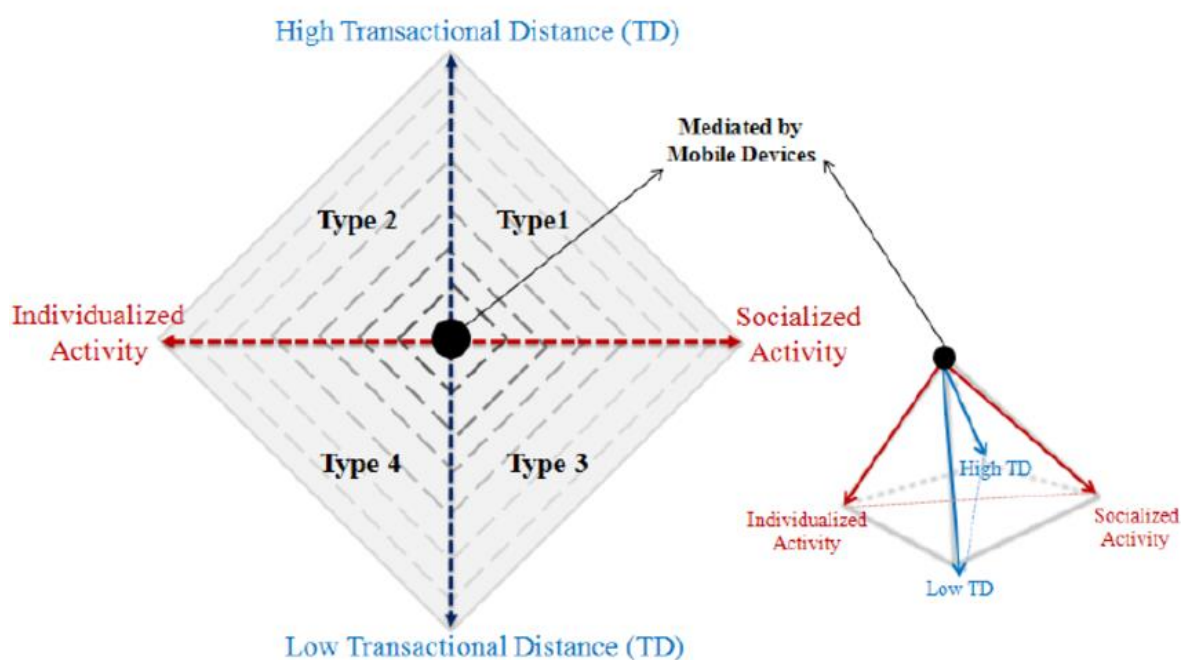 High Transactional Distance (TD)
Mediated by
Mobile Devices
Type 2
Type1
Individualized
Activity
Socialized
Activity
Type 4
Type 3
High TD
Individualized
Activity
Socialized
Activity
Low TD
Low Transactional Distance (TD)